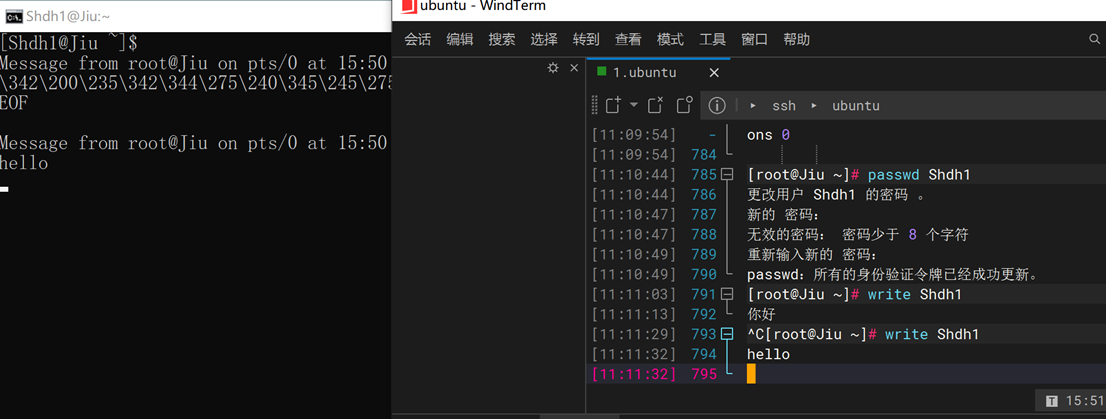 Shdh1@Jiu:~
[Shdh1@Jiu ~]$
Message from root@Jiu on pts/0 at 15:50
\342\200\235\342\344\275\240\345\245\275
EOF
Message from root@Jiu on pts/0 at 15:50
hello
ubuntu - WindTerm
会话 编辑 搜索 选择 转到 查看 模式 工具 窗口 帮助
1.ubuntu
ssh ubuntu
[11:09:54] - ons 0
[11:09:54] 784
[11:10:44] 785 [root@Jiu ~]# passwd Shdh1
[11:10:44] 786 更改用户 Shdh1 的密码 。
[11:10:47] 787 新的 密码：
[11:10:47] 788 无效的密码： 密码少于 8 个字符
[11:10:49] 789 重新输入新的 密码：
[11:10:49] 790 passwd：所有的身份验证令牌已经成功更新。
[11:11:03] 791 [root@Jiu ~]# write Shdh1
[11:11:13] 792 你好
[11:11:29] 793 ^C[root@Jiu ~]# write Shdh1
[11:11:32] 794 hello
[11:11:32] 795
T 15:51